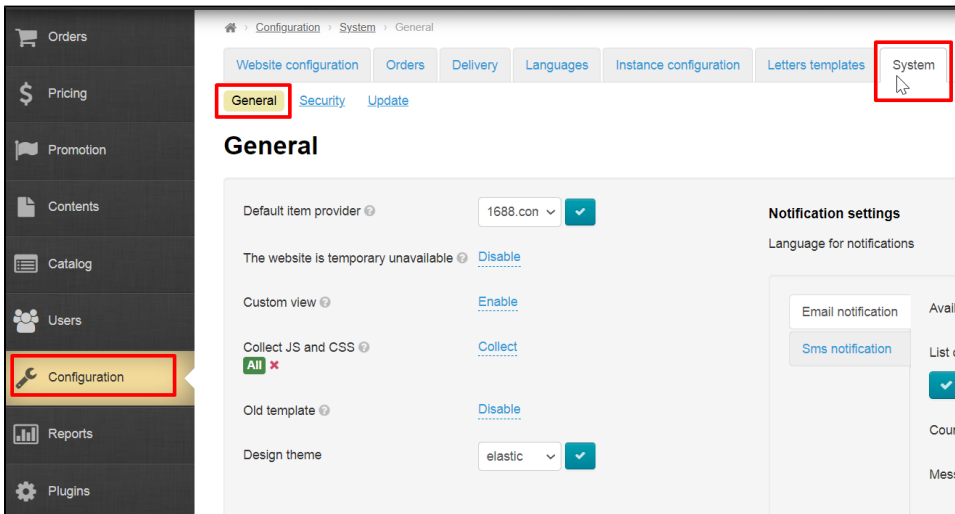 Orders
Pricing
Promotion
Contents
Catalog
Users
Configuration
Reports
Plugins
Configuration › System › General
Website configuration Orders Delivery Languages Instance configuration Letters templates System
General Security Update
General
Default item provider 1688.con
The website is temporary unavailable Disable
Custom view Enable
Collect JS and CSS Collect
All
Old template Disable
Design theme elastic
Notification settings
Language for notifications
Email notification
Sms notification
Avail
List
Cour
Mess